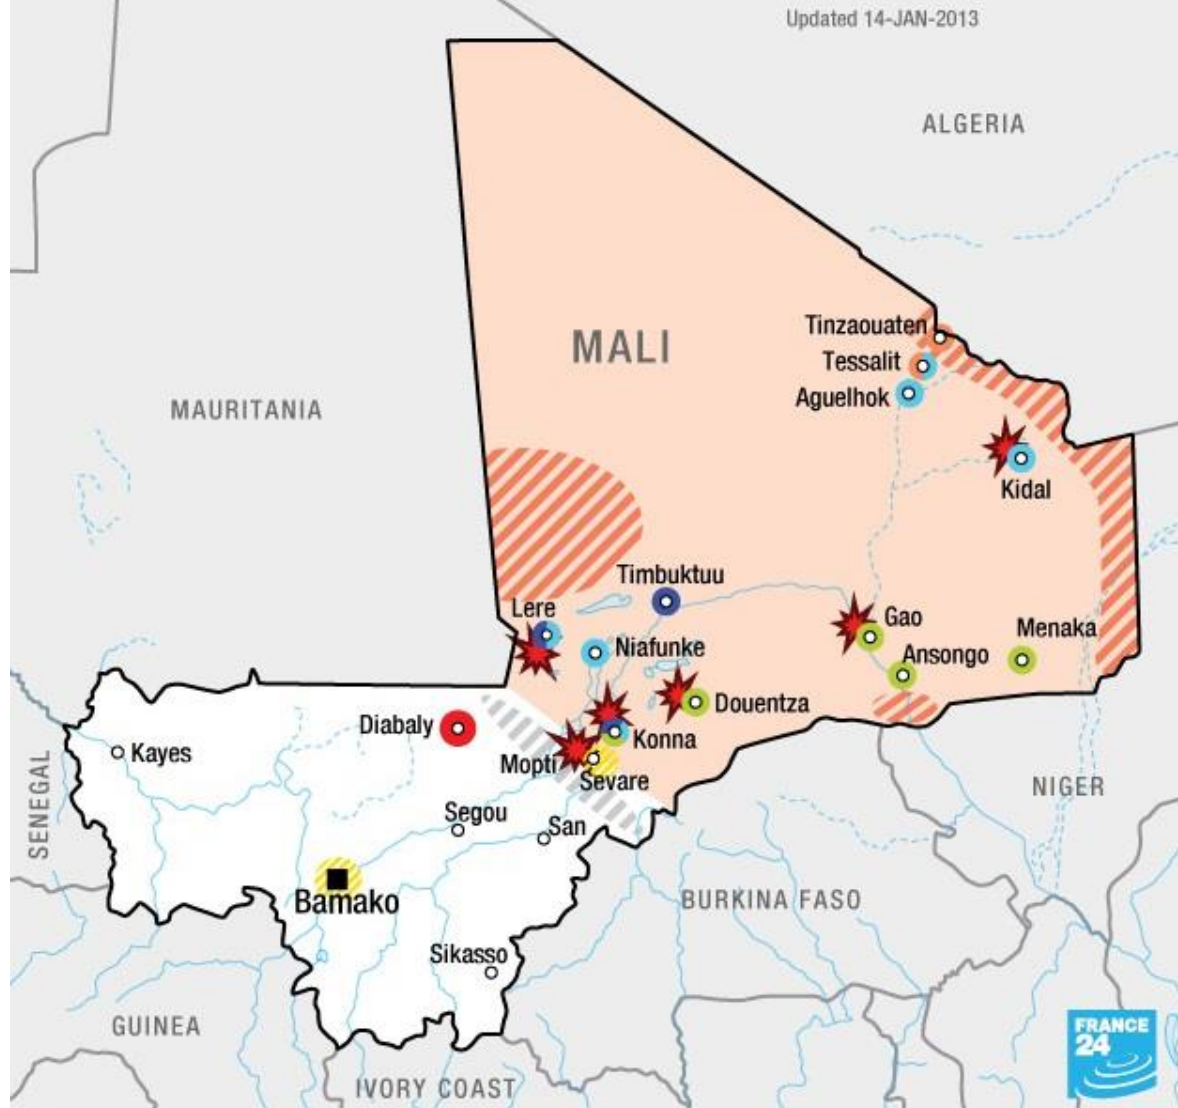 Updated 14-JAN-2013
ALGERIA
Tinzaouaten
MALI
Tessalit
Aguelhok
MAURITANIA
Kidal
Timbuktuu
Lere
Gao
Menaka
Niafunke
Ansongo
Douentza
Diabaly
Konna
Kayes
Mopti
Sevare
NIGER
SENEGAL
Segou
San
Bamako
BURKINA FASO
Sikasso
GUINEA
FRANCE
24
IVORY COAST